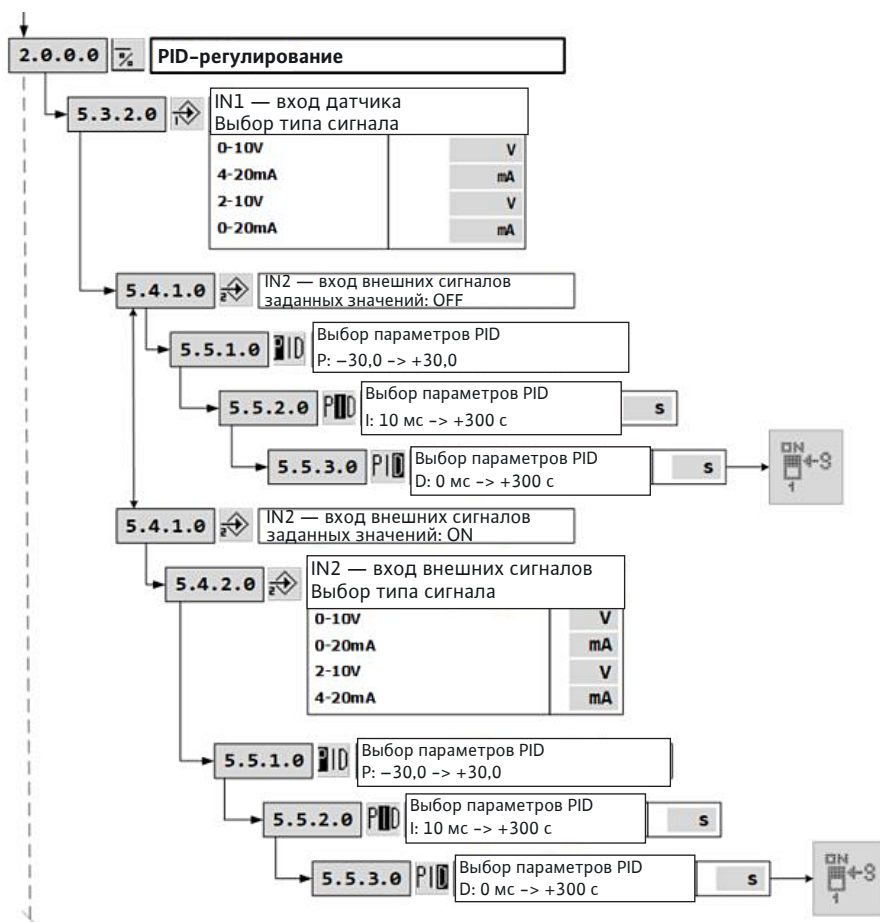 2.0.0.0 PID–регулирование
5.3.2.0 1 IN1 — вход датчика
Выбор типа сигнала
0-10V V
4-20mA mA
2-10V V
0-20mA mA
5.4.1.0 2 IN2 — вход внешних сигналов
заданных значений: OFF
5.5.1.0 PID Выбор параметров PID
P: –30,0 –> +30,0
5.5.2.0 PID Выбор параметров PID
I: 10 мс –> +300 с s
5.5.3.0 PID Выбор параметров PID
D: 0 мс –> +300 с s
ON
S
1
5.4.1.0 2 IN2 — вход внешних сигналов
заданных значений: ON
5.4.2.0 2 IN2 — вход внешних сигналов
Выбор типа сигнала
0-10V V
0-20mA mA
2-10V V
4-20mA mA
5.5.1.0 PID Выбор параметров PID
P: –30,0 –> +30,0
5.5.2.0 PID Выбор параметров PID
I: 10 мс –> +300 с s
5.5.3.0 PID Выбор параметров PID
D: 0 мс –> +300 с s
ON
S
1